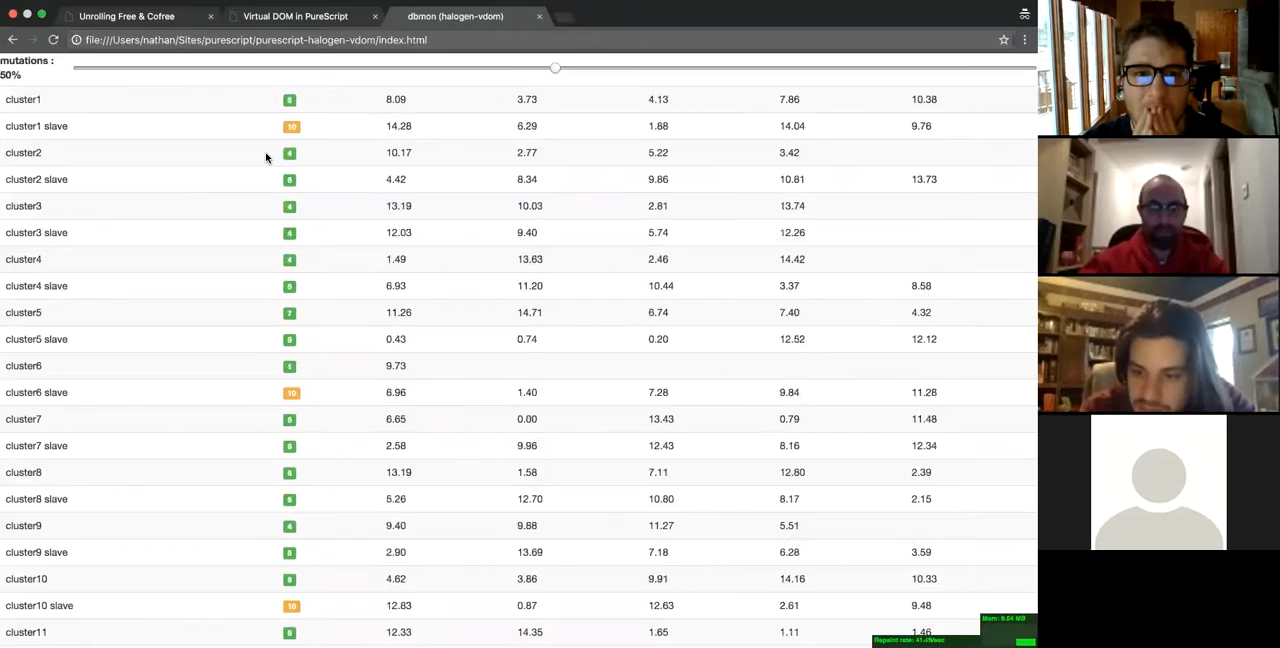 Unrolling Free & Cofree
Virtual DOM in PureScript
dbmon (halogen-vdom)
file:///Users/nathan/Sites/purescript/purescript-halogen-vdom/index.html
mutations :
50%
cluster1 8.09 3.73 4.13 7.86 10.38
cluster1 slave 10 14.28 6.29 1.88 14.04 9.76
cluster2 4 10.17 2.77 5.22 3.42
cluster2 slave 4.42 8.34 9.86 10.81 13.73
cluster3 4 13.19 10.03 2.81 13.74
cluster3 slave 4 12.03 9.40 5.74 12.26
cluster4 4 1.49 13.63 2.46 14.42
cluster4 slave 6.93 11.20 10.44 3.37 8.58
cluster5 7 11.26 14.71 6.74 7.40 4.32
cluster5 slave 0.43 0.74 0.20 12.52 12.12
cluster6 1 9.73
cluster6 slave 10 6.96 1.40 7.28 9.84 11.28
cluster7 5 6.65 0.00 13.43 0.79 11.48
cluster7 slave 2.58 9.96 12.43 8.16 12.34
cluster8 13.19 1.58 7.11 12.80 2.39
cluster8 slave 5.26 12.70 10.80 8.17 2.15
cluster9 4 9.40 9.88 11.27 5.51
cluster9 slave 2.90 13.69 7.18 6.28 3.59
cluster10 4.62 3.86 9.91 14.16 10.33
cluster10 slave 10 12.83 0.87 12.63 2.61 9.48
cluster11 12.33 14.35 1.65 1.11 1.46
Mem: 9.54 MB
Repaint rate: